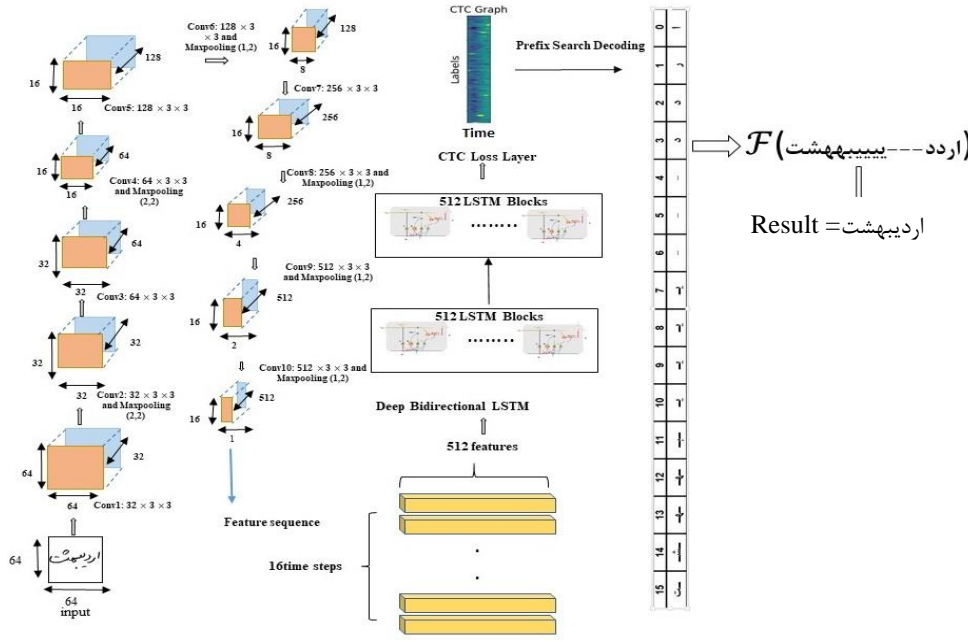 64
64
input
اردیبهشت
Conv1: 32 × 3 × 3
64
64
32
Conv2: 32 × 3 × 3
and Maxpooling
(2,2)
32
32
32
Conv3: 64 × 3 × 3
32
32
64
Conv4: 64 × 3 × 3
and Maxpooling
(2,2)
16
64
Conv5: 128 × 3 × 3
16
16
128
Conv6: 128 × 3
× 3 and
Maxpooling (1,2)
16
8
128
Conv7: 256 × 3 × 3
16
8
256
Conv8: 256 × 3 × 3 and
Maxpooling (1,2)
16
4
256
Conv9: 512 × 3 × 3
and Maxpooling (1,2)
16
2
512
Conv10: 512 × 3 × 3 and
Maxpooling (1,2)
16
1
512
Feature sequence
16time steps
512 features
Deep Bidirectional LSTM
512 LSTM Blocks
........
512 LSTM Blocks
........
CTC Loss Layer
Time
Labels
CTC Graph
Prefix Search Decoding
0 ا
1 ر
2 د
3 د
4 -
5 -
6 -
7
8
9
10
11
12
13
14
15
ℱ(اردد---یییییبههشت)
Result =اردیبهشت